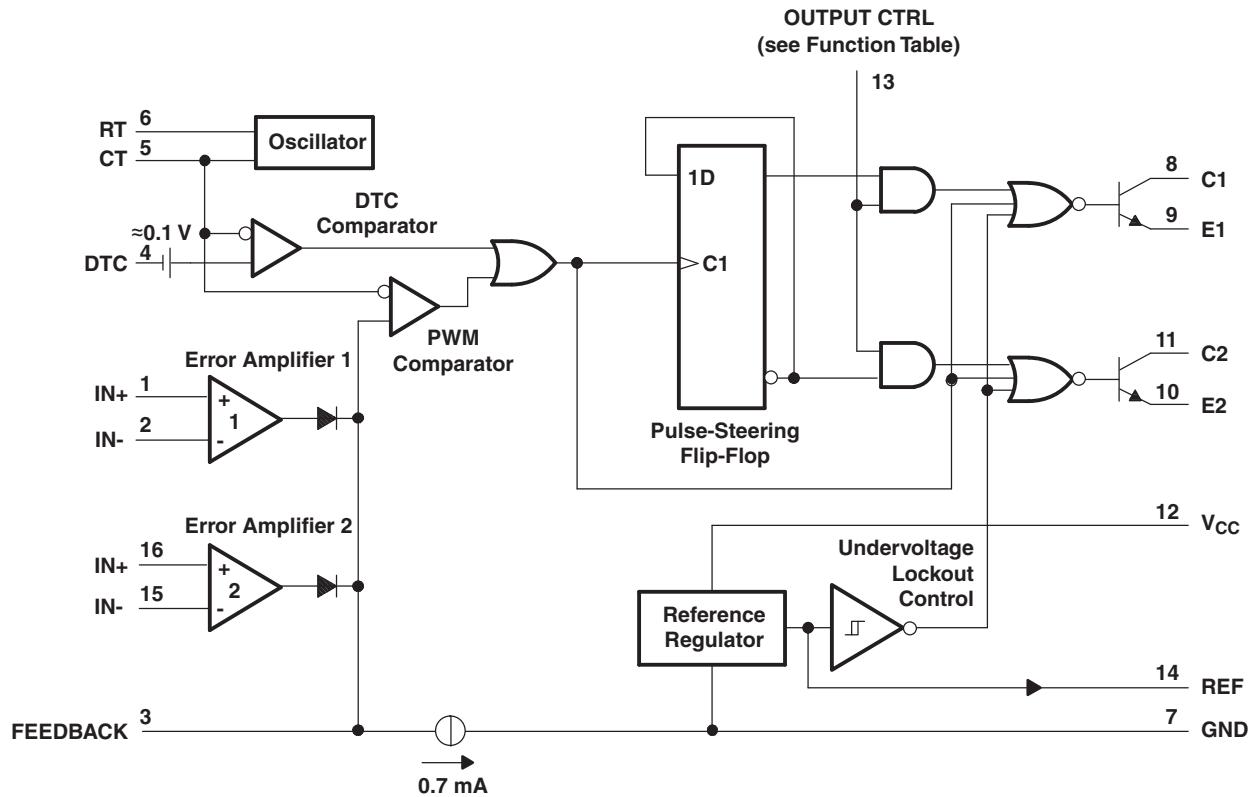 OUTPUT CTRL
(see Function Table)
13
RT 6
CT 5
Oscillator
DTC
Comparator
≈0.1 V
DTC 4
PWM
Comparator
1D
C1
Pulse-Steering
Flip-Flop
8 C1
9 E1
11 C2
10 E2
Error Amplifier 1
IN+ 1
IN- 2
+
1
-
Error Amplifier 2
IN+ 16
IN- 15
+
2
-
12 VCC
Undervoltage
Lockout
Control
Reference
Regulator
14 REF
7 GND
FEEDBACK 3
0.7 mA